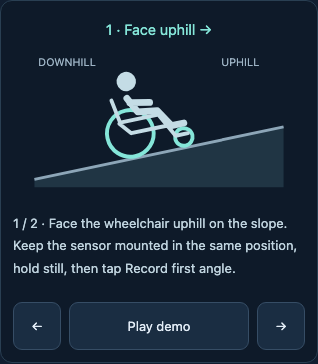 1 · Face uphill →
DOWNHILL UPHILL
1 / 2 · Face the wheelchair uphill on the slope.
Keep the sensor mounted in the same position,
hold still, then tap Record first angle.
← Play demo →